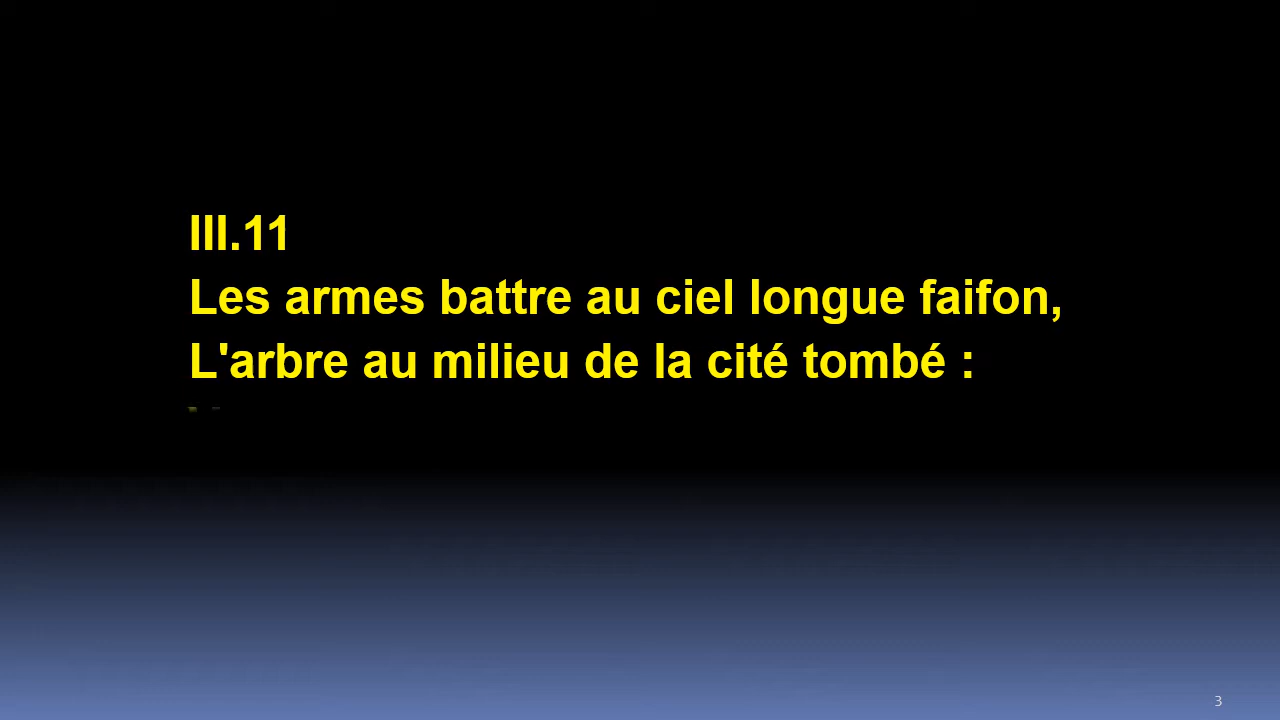 III.11
Les armes battre au ciel longue faifon,
L'arbre au milieu de la cité tombé :
3